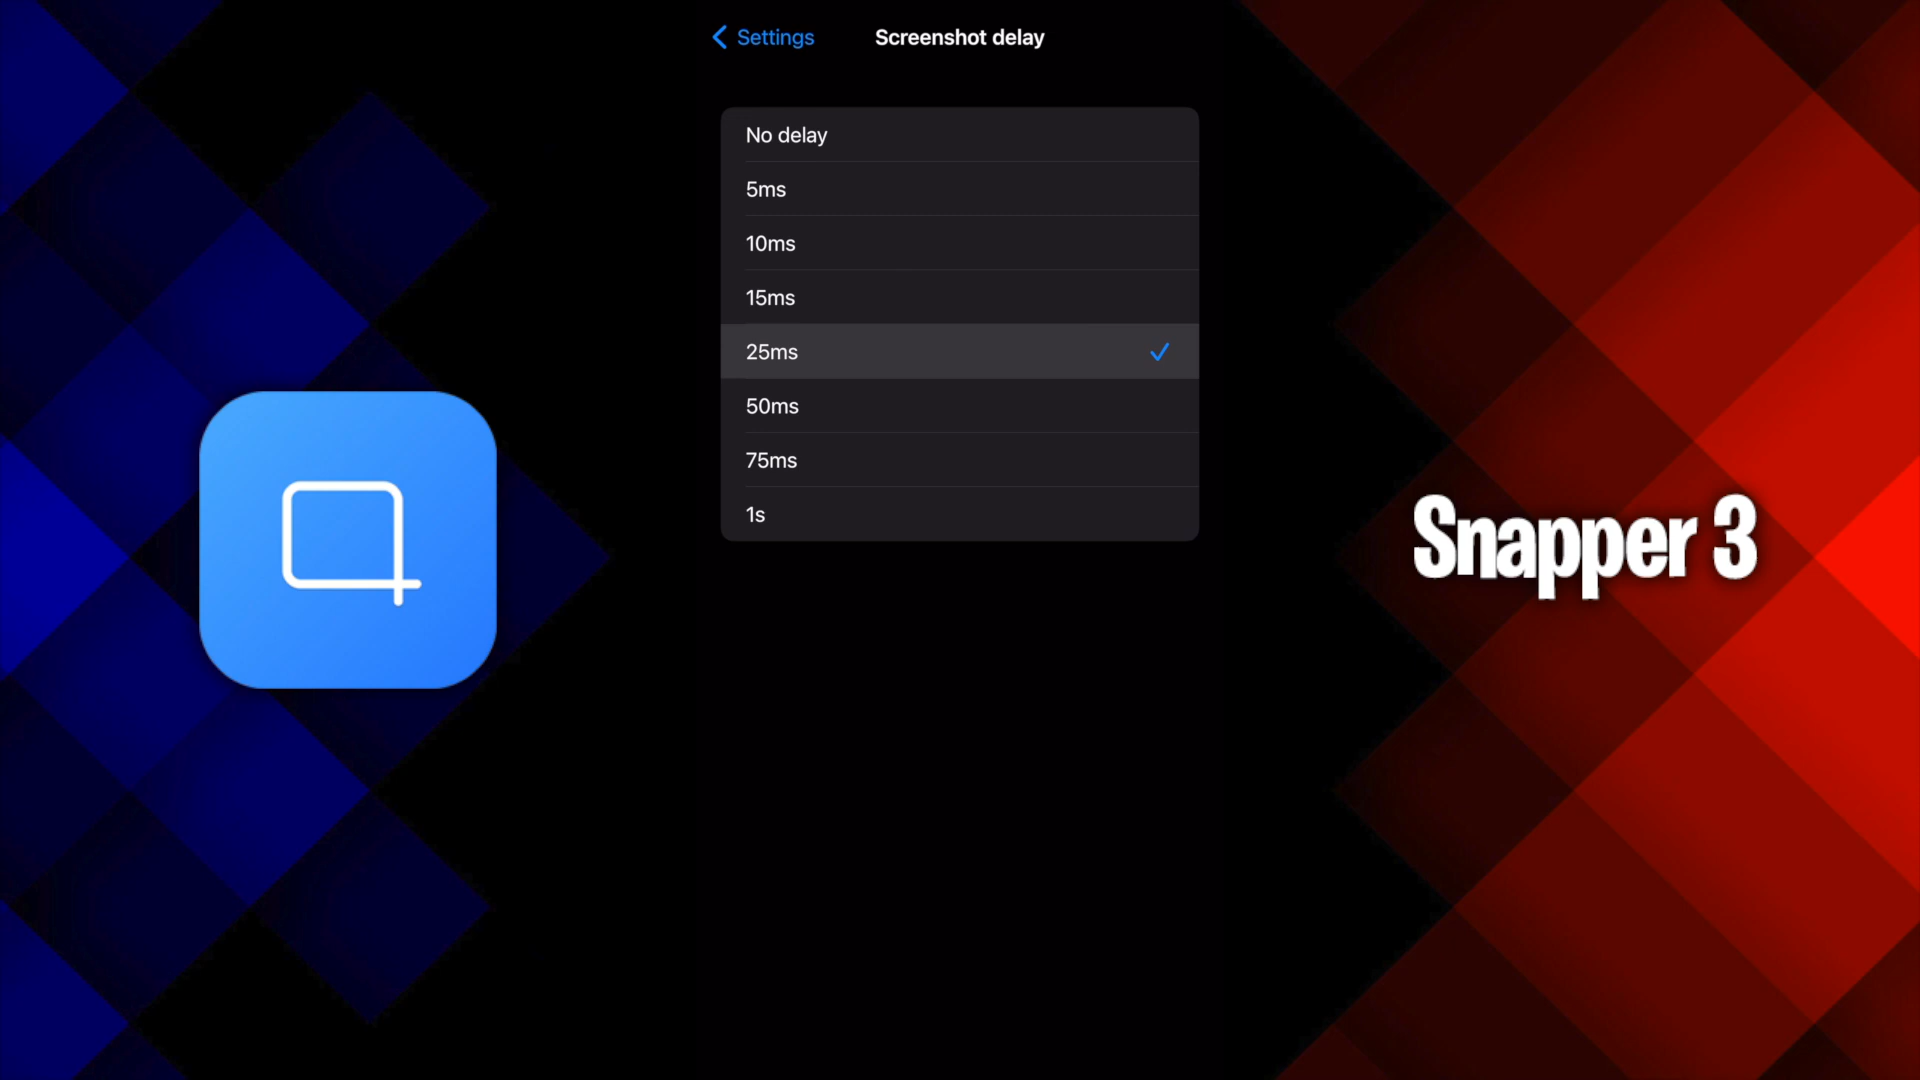 Settings
Screenshot delay
No delay
5ms
10ms
15ms
25ms
50ms
75ms
1s
Snapper 3